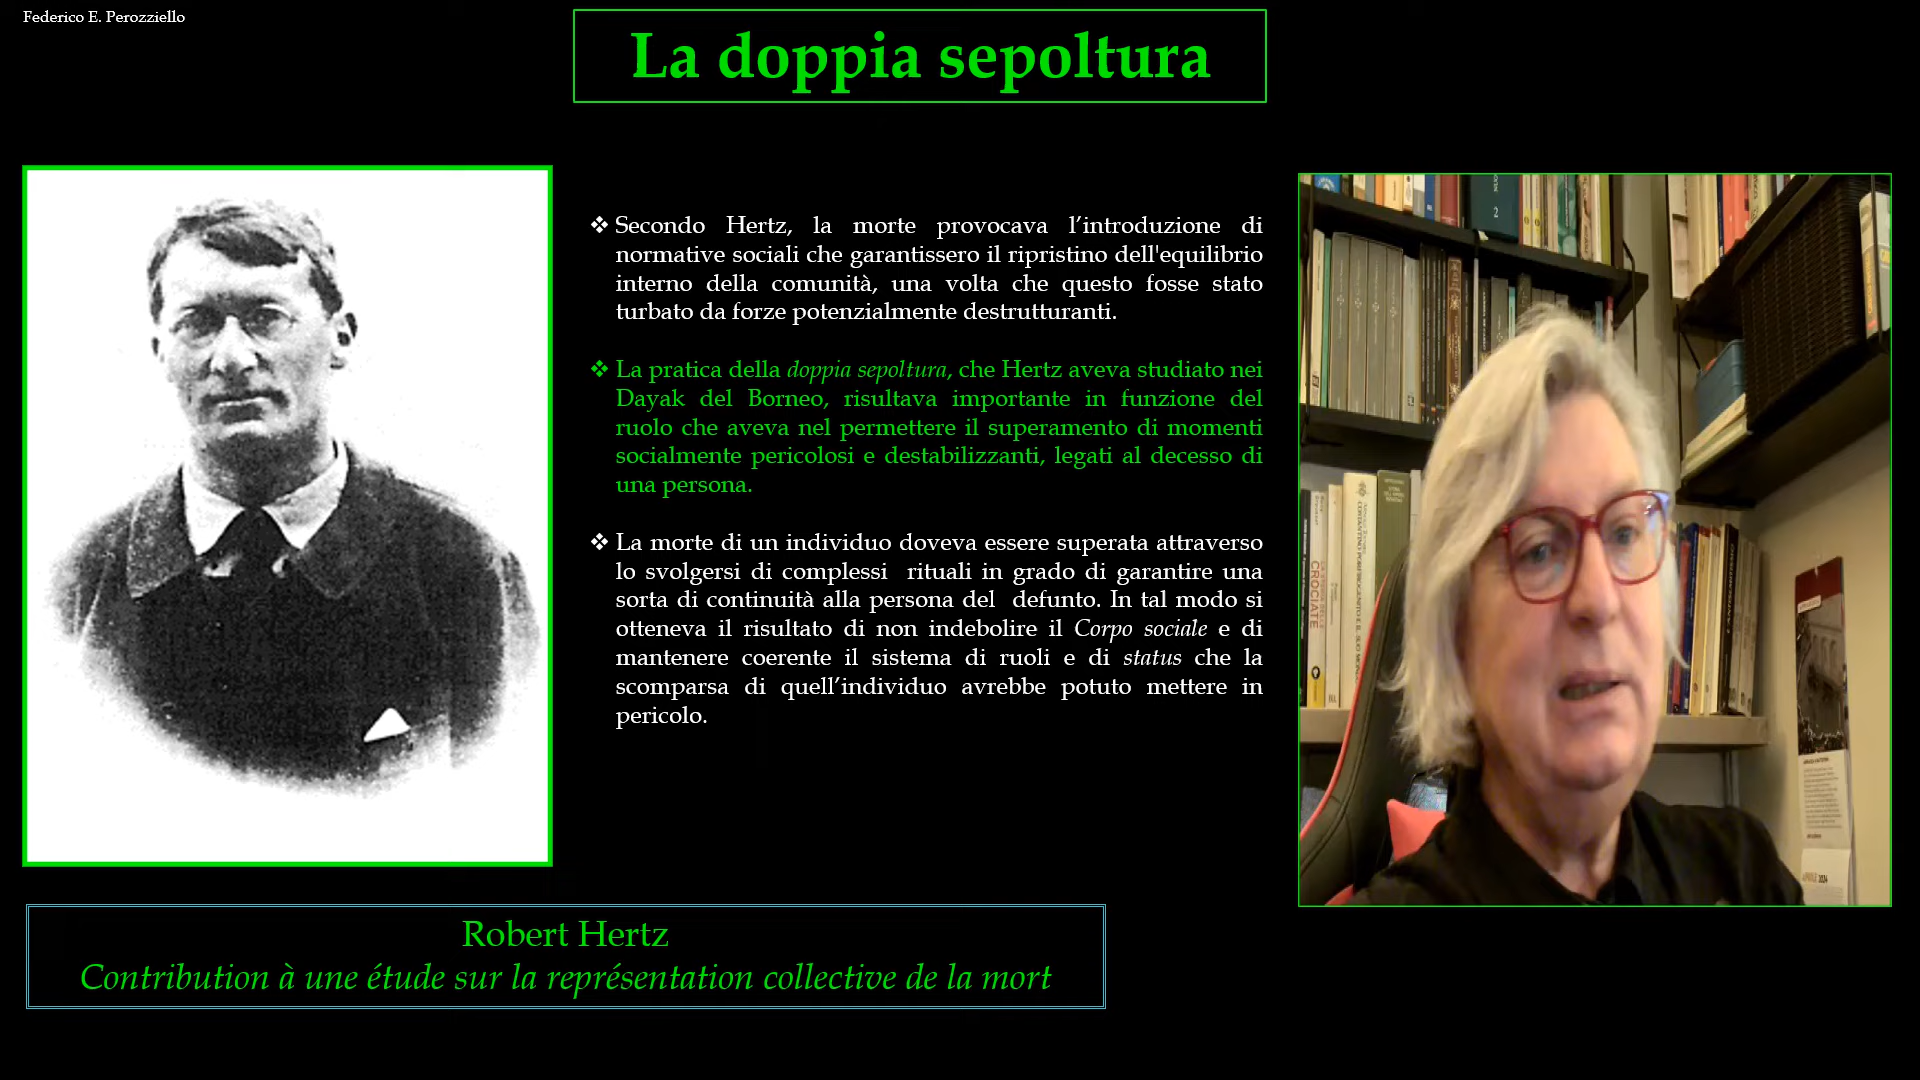 Federico E. Perozziello
La doppia sepoltura
❖ Secondo Hertz, la morte provocava l’introduzione di
normative sociali che garantissero il ripristino dell'equilibrio
interno della comunità, una volta che questo fosse stato
turbato da forze potenzialmente destrutturanti.
❖ La pratica della doppia sepoltura, che Hertz aveva studiato nei
Dayak del Borneo, risultava importante in funzione del
ruolo che aveva nel permettere il superamento di momenti
socialmente pericolosi e destabilizzanti, legati al decesso di
una persona.
❖ La morte di un individuo doveva essere superata attraverso
lo svolgersi di complessi rituali in grado di garantire una
sorta di continuità alla persona del defunto. In tal modo si
otteneva il risultato di non indebolire il Corpo sociale e di
mantenere coerente il sistema di ruoli e di status che la
scomparsa di quell’individuo avrebbe potuto mettere in
pericolo.
2
CROCIATE
Robert Hertz
Contribution à une étude sur la représentation collective de la mort